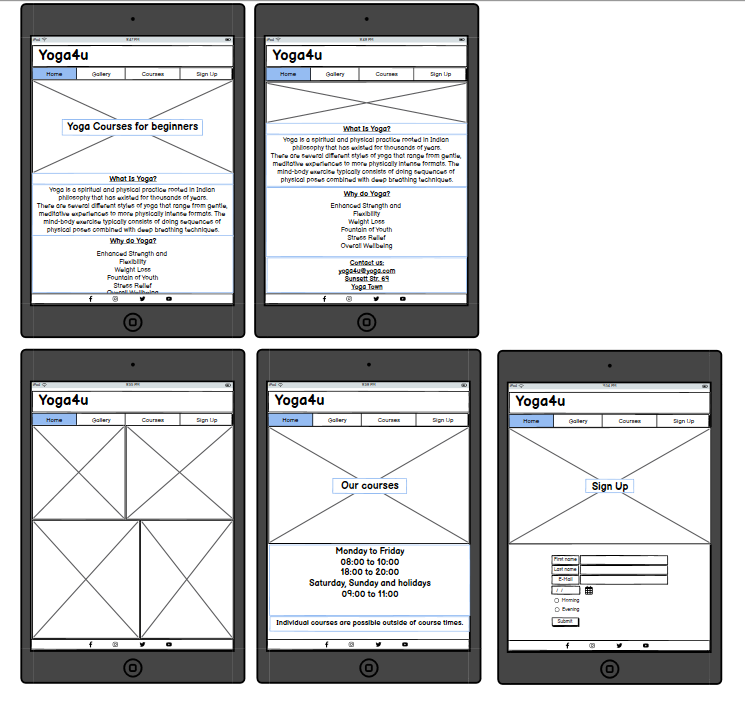 iPad 9:47 PM
Yoga4u
Home Gallery Courses Sign Up
Yoga Courses for beginners
What Is Yoga?
Yoga is a spiritual and physical practice rooted in Indian
philosophy that has existed for thousands of years.
There are several different styles of yoga that range from gentle,
meditative experiences to more physically intense formats. The
mind-body exercise typically consists of doing sequences of
physical poses combined with deep breathing techniques.
Why do Yoga?
Enhanced Strength and
Flexibility
Weight Loss
Fountain of Youth
Stress Relief
Overall Wellbeing
iPad
Yoga4u
Home Gallery Courses Sign Up
What Is Yoga?
Yoga is a spiritual and physical practice rooted in Indian
philosophy that has existed for thousands of years.
There are several different styles of yoga that range from gentle,
meditative experiences to more physically intense formats. The
mind-body exercise typically consists of doing sequences of
physical poses combined with deep breathing techniques.
Why do Yoga?
Enhanced Strength and
Flexibility
Weight Loss
Fountain of Youth
Stress Relief
Overall Wellbeing
Contact us:
yoga4u@yoga.com
Sunsett Str. 69
Yoga Town
iPad
Yoga4u
Home Gallery Courses Sign Up
iPad
Yoga4u
Home Gallery Courses Sign Up
Our courses
Monday to Friday
08:00 to 10:00
18:00 to 20:00
Saturday, Sunday and holidays
09:00 to 11:00
Individual courses are possible outside of course times.
iPad
Yoga4u
Home Gallery Courses Sign Up
Sign Up
First name
Last name
E-Mail
/ /
Morning
Evening
Submit